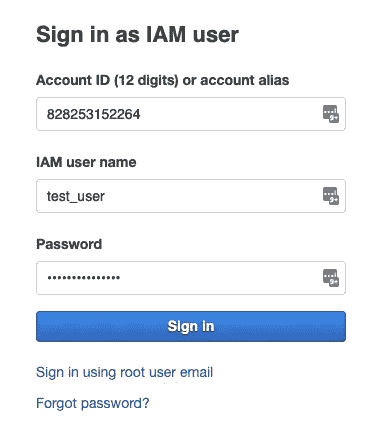 Sign in as IAM user
Account ID (12 digits) or account alias
828253152264
IAM user name
test_user
Password
•••••••••••••••
Sign in
Sign in using root user email
Forgot password?